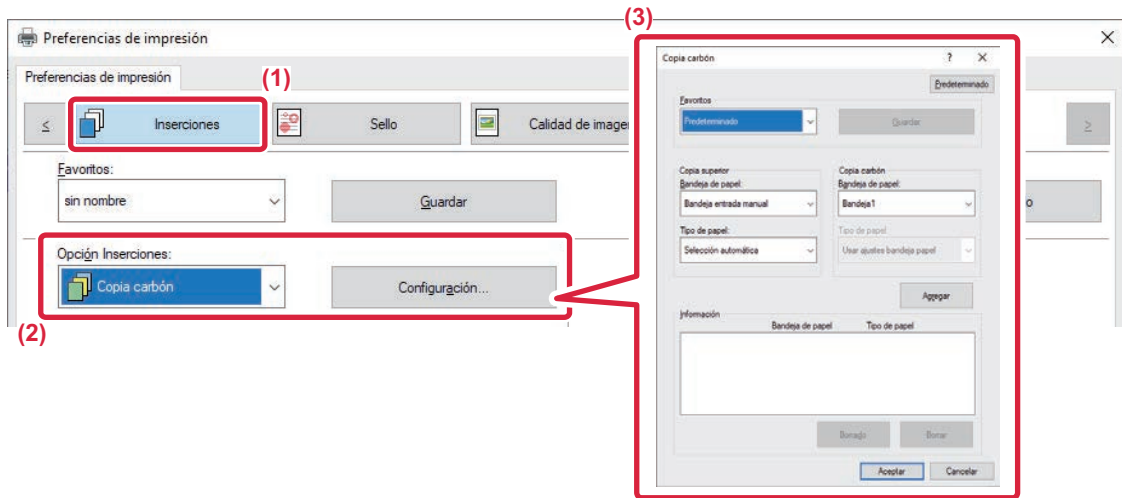 (3)
Preferencias de impresión
Preferencias de impresión
(1)
<
Inserciones
Sello
Calidad de imagen
>
Favoritos:
sin nombre
Guardar
o
Opción Inserciones:
Copia carbón
Configuración...
(2)
Copia carbón
?
Predeterminado
Favoritos
Predeterminado
Guardar
Copia superior
Copia carbón
Bandeja de papel:
Bandeja de papel:
Bandeja entrada manual
Bandeja1
Tipo de papel:
Tipo de papel
Selección automática
Usar ajustes bandeja papel
Agregar
Información
Bandeja de papel
Tipo de papel
Borrado
Borrar
Aceptar
Cancelar